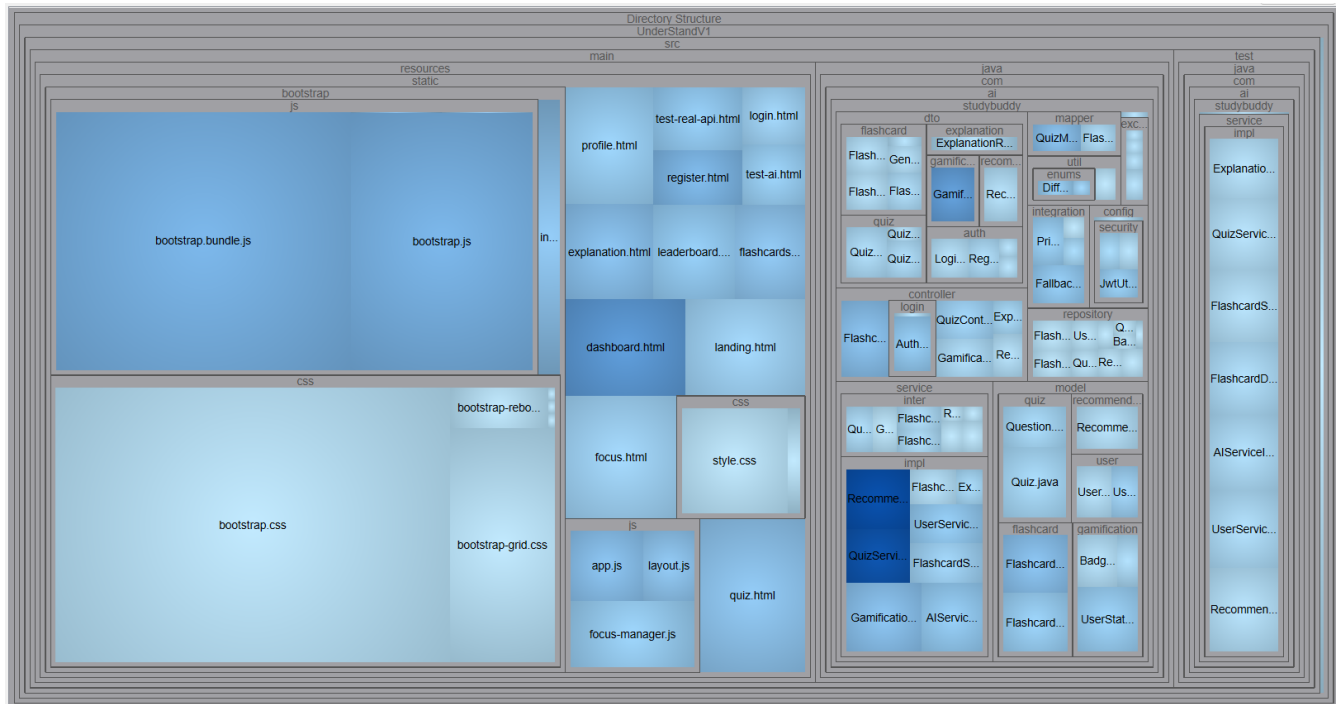 Directory Structure
UnderStandV1
src
main
test
resources
java
java
static
com
com
bootstrap
ai
ai
js
studybuddy
studybuddy
bootstrap.bundle.js
bootstrap.js
in...
css
bootstrap.css
bootstrap-rebo...
bootstrap-grid.css
profile.html
test-real-api.html
login.html
register.html
test-ai.html
explanation.html
leaderboard....
flashcards...
dashboard.html
landing.html
focus.html
css
style.css
js
app.js
layout.js
focus-manager.js
quiz.html
dto
flashcard
Flash...
Gen...
Flash...
Flas...
explanation
ExplanationR...
gamific...
Gamif...
recom...
Rec...
quiz
Quiz...
Quiz...
Quiz...
auth
Logi...
Reg...
mapper
QuizM...
Flas...
exc...
util
enums
Diff...
integration
Pri...
Fallbac...
config
security
JwtUt...
controller
Flashc...
login
Auth...
QuizCont...
Exp...
Gamifica...
Re...
repository
Flash...
Us...
Q...
Ba...
Flash...
Qu...
Re...
service
inter
Qu...
G...
Flashc...
R...
Flashc...
impl
Recomme...
Flashc...
Ex...
UserServic...
QuizServi...
FlashcardS...
Gamificatio...
AIServic...
model
quiz
Question....
Quiz.java
recommend...
Recomme...
user
User...
Us...
flashcard
Flashcard...
Flashcard...
gamification
Badg...
UserStat...
service
impl
Explanatio...
QuizServic...
FlashcardS...
FlashcardD...
AIServiceI...
UserServic...
Recommen...